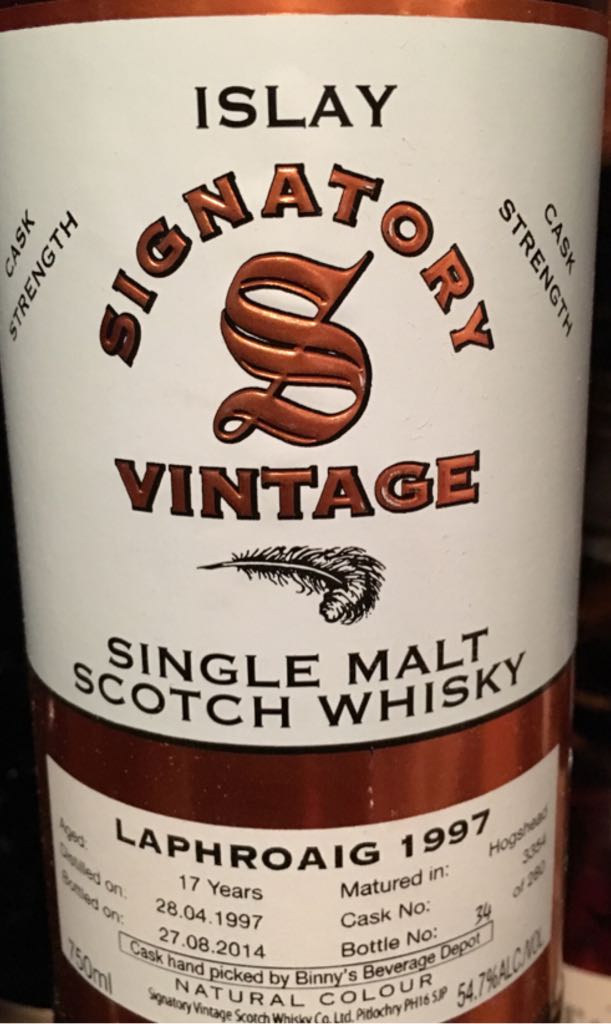 ISLAY
CASK STRENGTH
CASK STRENGTH
SIGNATORY
S
VINTAGE
SINGLE MALT
SCOTCH WHISKY
LAPHROAIG 1997
Aged: 17 Years
Distilled on: 28.04.1997
Bottled on: 27.08.2014
Matured in: Hogshead
Cask No: 3354
Bottle No: 34 of 280
Cask hand picked by Binny's Beverage Depot
750ml NATURAL COLOUR 54.7%ALC./VOL
Signatory Vintage Scotch Whisky Co. Ltd, Pitlochry PH16 5JP